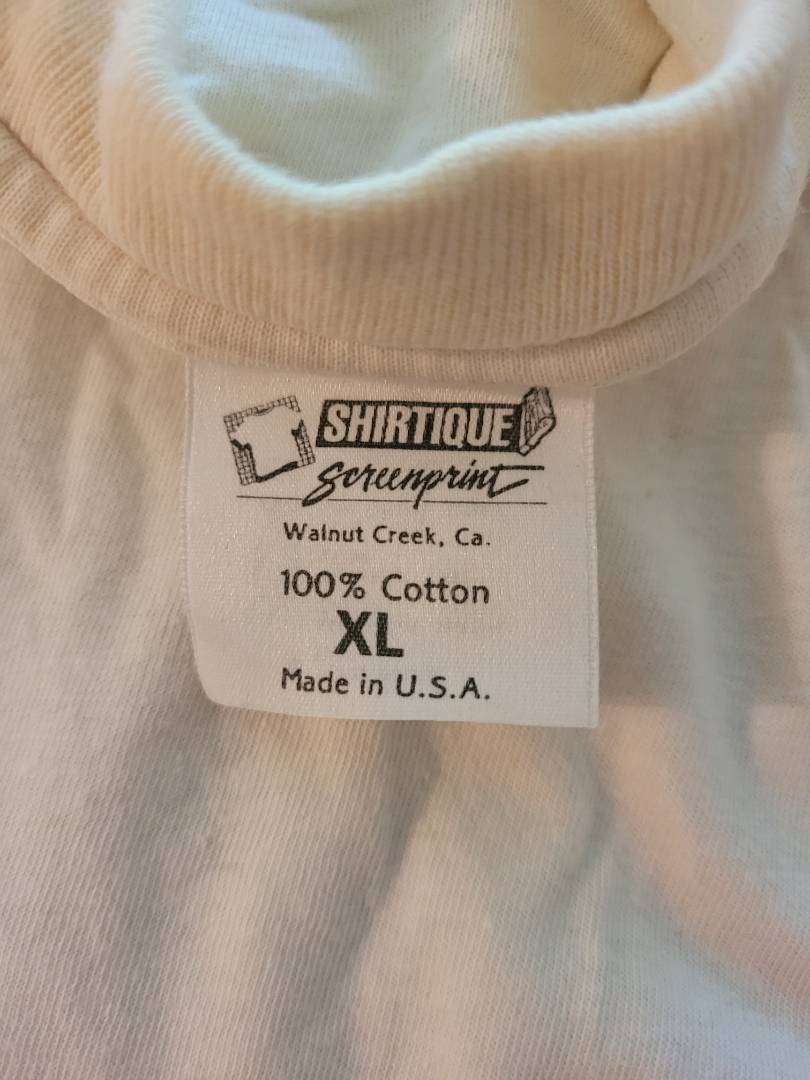 SHIRTIQUE
Screenprint
Walnut Creek, Ca.
100% Cotton
XL
Made in U.S.A.